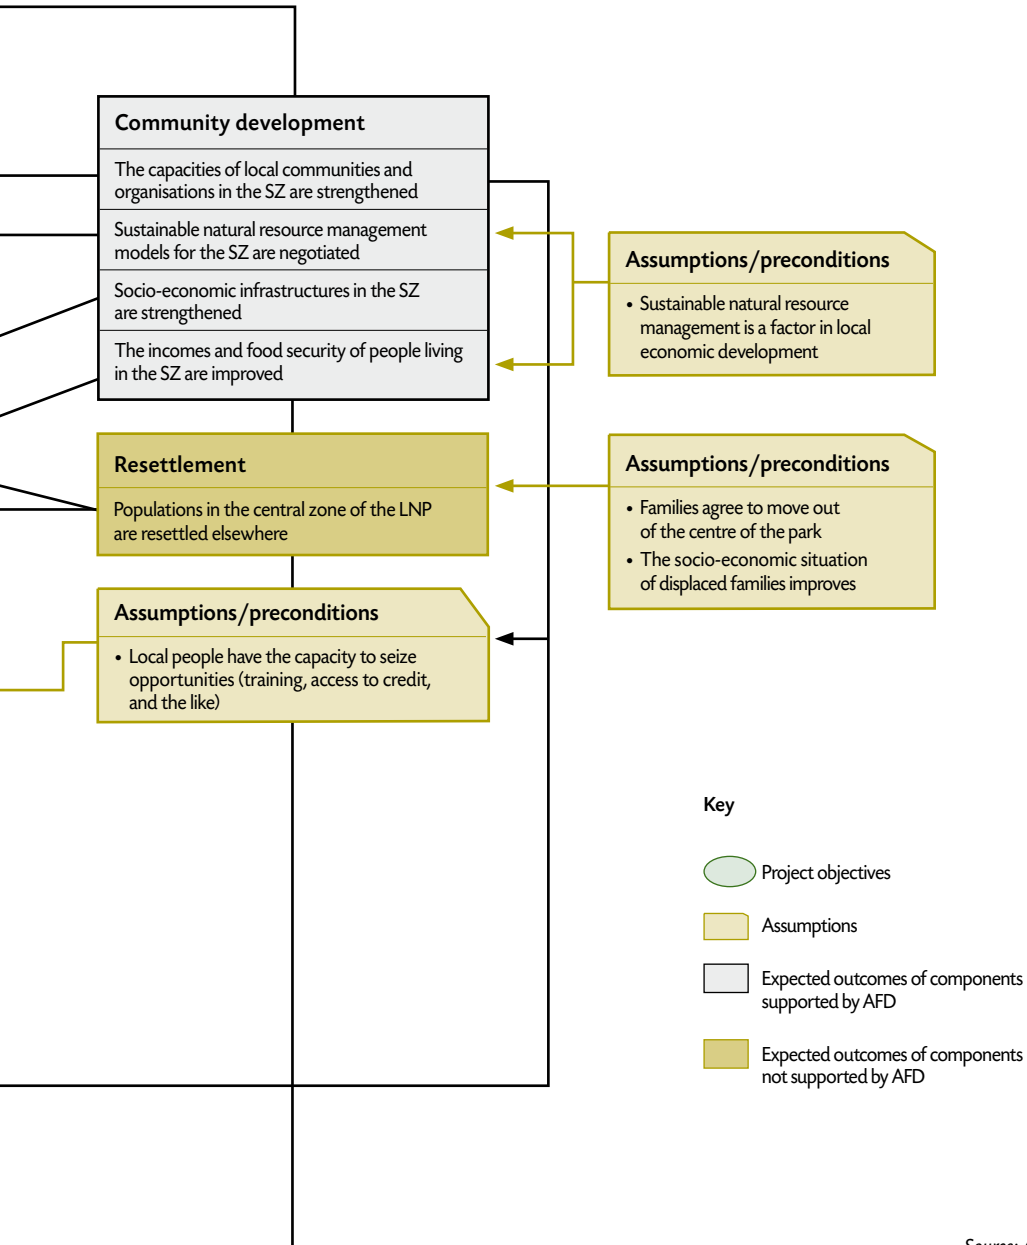 Community development
The capacities of local communities and
organisations in the SZ are strengthened
Sustainable natural resource management
models for the SZ are negotiated
Socio-economic infrastructures in the SZ
are strengthened
The incomes and food security of people living
in the SZ are improved
Assumptions/preconditions
• Sustainable natural resource
management is a factor in local
economic development
Resettlement
Populations in the central zone of the LNP
are resettled elsewhere
Assumptions/preconditions
• Families agree to move out
of the centre of the park
• The socio-economic situation
of displaced families improves
Assumptions/preconditions
• Local people have the capacity to seize
opportunities (training, access to credit,
and the like)
Key
Project objectives
Assumptions
Expected outcomes of components
supported by AFD
Expected outcomes of components
not supported by AFD
Source: